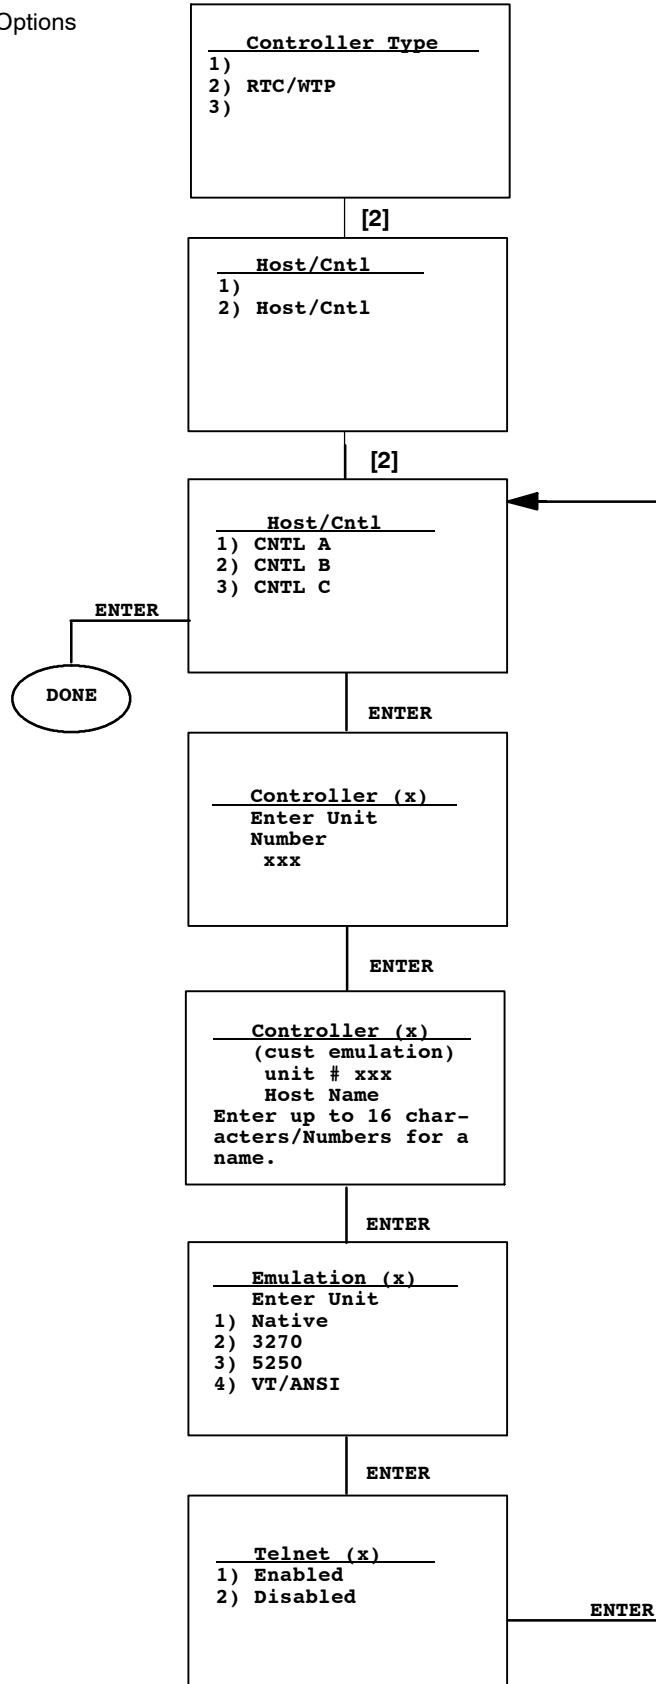 Options
Controller Type
1)
2) RTC/WTP
3)
[2]
Host/Cntl
1)
2) Host/Cntl
[2]
Host/Cntl
1) CNTL A
2) CNTL B
3) CNTL C
ENTER
DONE
ENTER
Controller (x)
Enter Unit
Number
xxx
ENTER
Controller (x)
(cust emulation)
unit # xxx
Host Name
Enter up to 16 char-
acters/Numbers for a
name.
ENTER
Emulation (x)
Enter Unit
1) Native
2) 3270
3) 5250
4) VT/ANSI
ENTER
Telnet (x)
1) Enabled
2) Disabled
ENTER